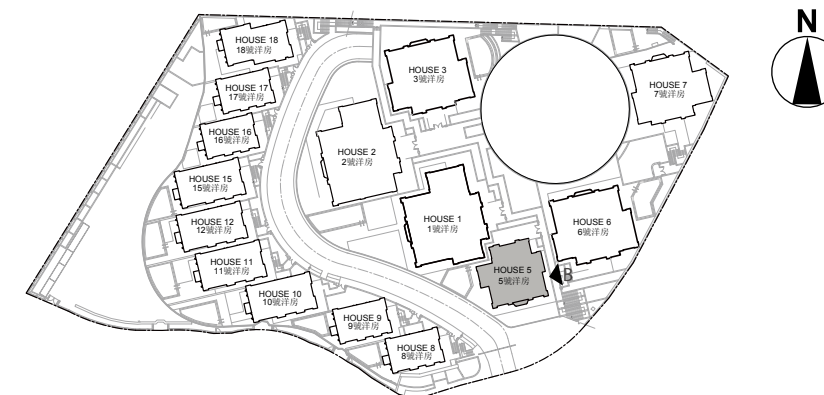 N
HOUSE 18
18號洋房
HOUSE 17
17號洋房
HOUSE 16
16號洋房
HOUSE 15
15號洋房
HOUSE 12
12號洋房
HOUSE 11
11號洋房
HOUSE 10
10號洋房
HOUSE 9
9號洋房
HOUSE 8
8號洋房
HOUSE 3
3號洋房
HOUSE 2
2號洋房
HOUSE 1
1號洋房
HOUSE 5
5號洋房
B
HOUSE 6
6號洋房
HOUSE 7
7號洋房